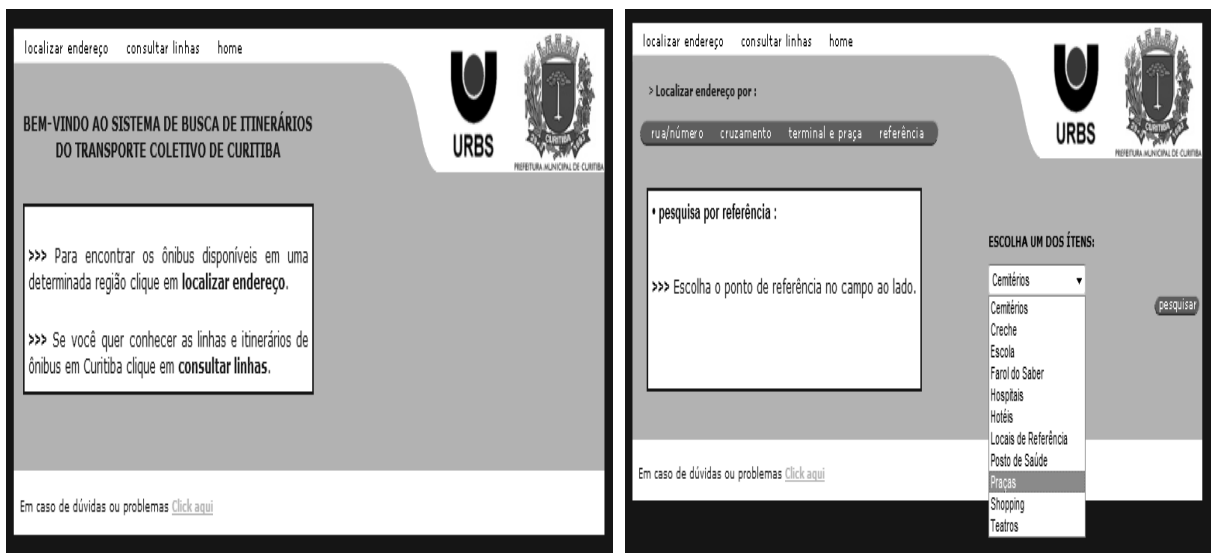 localizar endereço consultar linhas home
URBS
CURITIBA
PREFEITURA MUNICIPAL DE CURITIBA
BEM-VINDO AO SISTEMA DE BUSCA DE ITINERÁRIOS
DO TRANSPORTE COLETIVO DE CURITIBA
>>> Para encontrar os ônibus disponíveis em uma
determinada região clique em localizar endereço.
>>> Se você quer conhecer as linhas e itinerários de
ônibus em Curitiba clique em consultar linhas.
Em caso de dúvidas ou problemas Click aqui
localizar endereço consultar linhas home
> Localizar endereço por :
rua/número cruzamento terminal e praça referência
URBS
CURITIBA
PREFEITURA MUNICIPAL DE CURITIBA
• pesquisa por referência :
>>> Escolha o ponto de referência no campo ao lado.
ESCOLHA UM DOS ÍTENS:
Cemitérios
pesquisar
Cemitérios
Creche
Escola
Farol do Saber
Hospitais
Hotéis
Locais de Referência
Posto de Saúde
Praças
Shopping
Teatros
Em caso de dúvidas ou problemas Click aqui